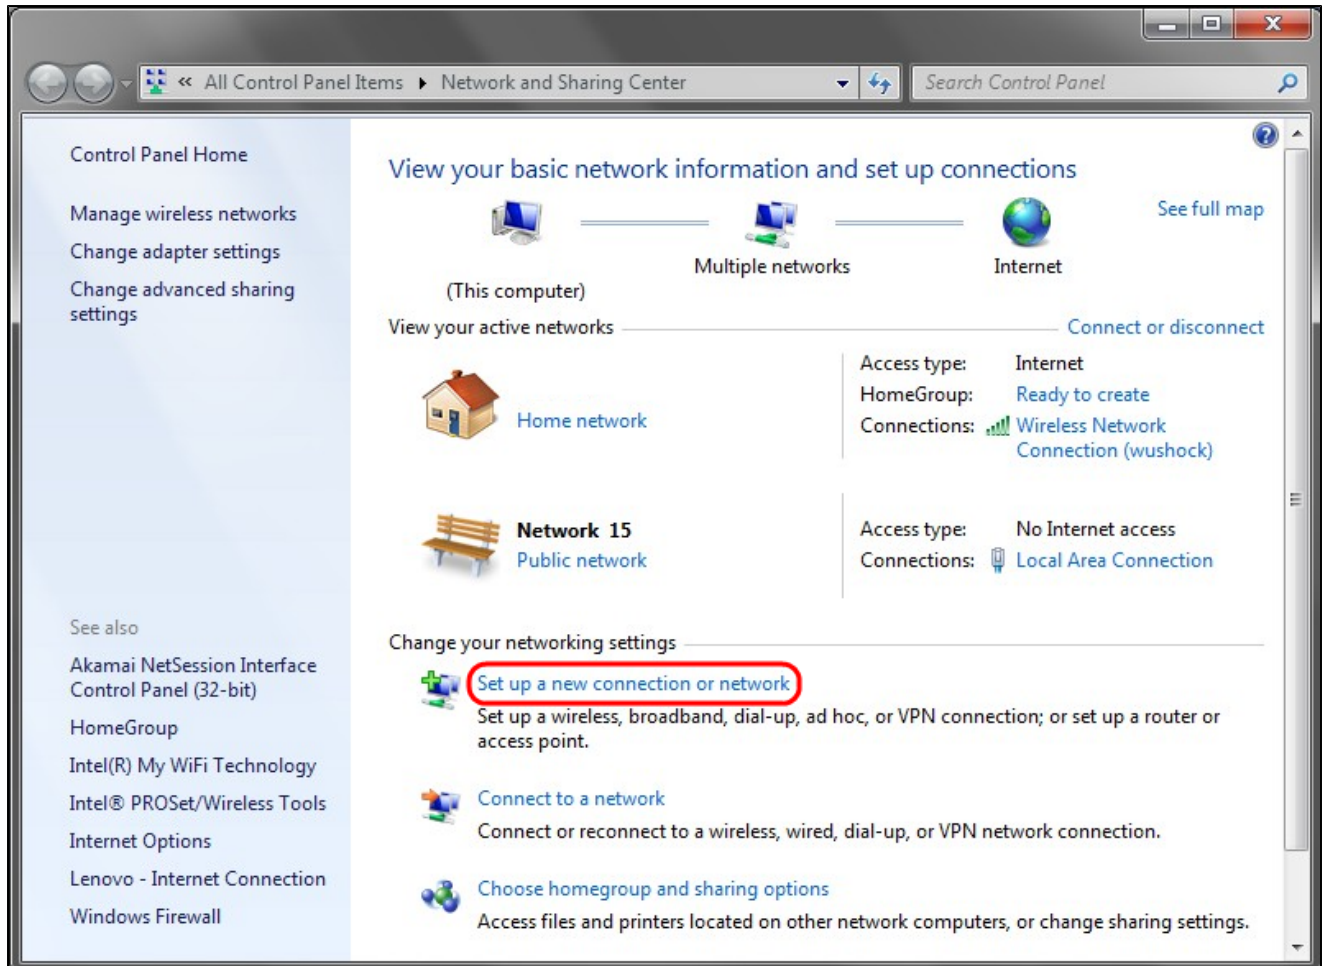 « All Control Panel Items ▸ Network and Sharing Center
Search Control Panel
Control Panel Home
Manage wireless networks
Change adapter settings
Change advanced sharing
settings
See also
Akamai NetSession Interface
Control Panel (32-bit)
HomeGroup
Intel(R) My WiFi Technology
Intel® PROSet/Wireless Tools
Internet Options
Lenovo - Internet Connection
Windows Firewall
View your basic network information and set up connections
See full map
(This computer)
Multiple networks
Internet
View your active networks
Connect or disconnect
Home network
Access type: Internet
HomeGroup: Ready to create
Connections: Wireless Network
Connection (wushock)
Network 15
Public network
Access type: No Internet access
Connections: Local Area Connection
Change your networking settings
Set up a new connection or network
Set up a wireless, broadband, dial-up, ad hoc, or VPN connection; or set up a router or
access point.
Connect to a network
Connect or reconnect to a wireless, wired, dial-up, or VPN network connection.
Choose homegroup and sharing options
Access files and printers located on other network computers, or change sharing settings.